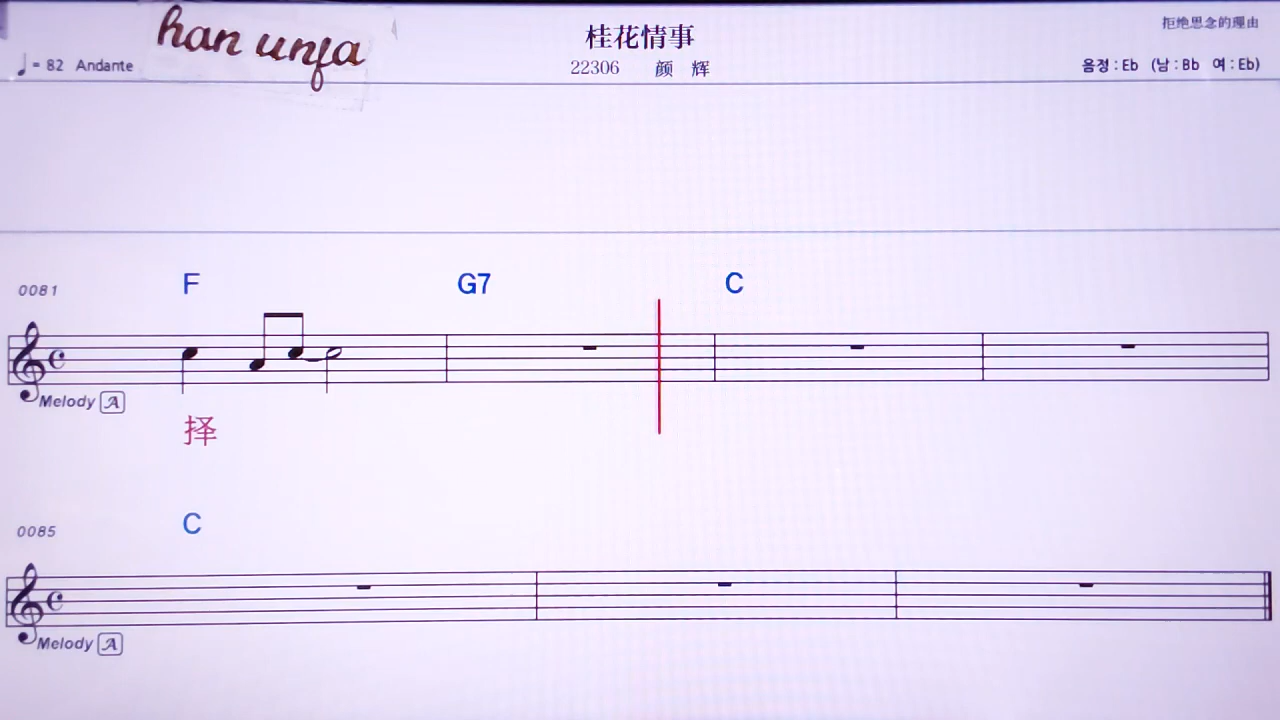 han unfa
桂花情事
拒绝思念的理由
♩= 82 Andante
22306 颜 辉
음정 : Eb (남 : Bb 여 : Eb)
0081 F G7 C
Melody A
择
0085 C
Melody A